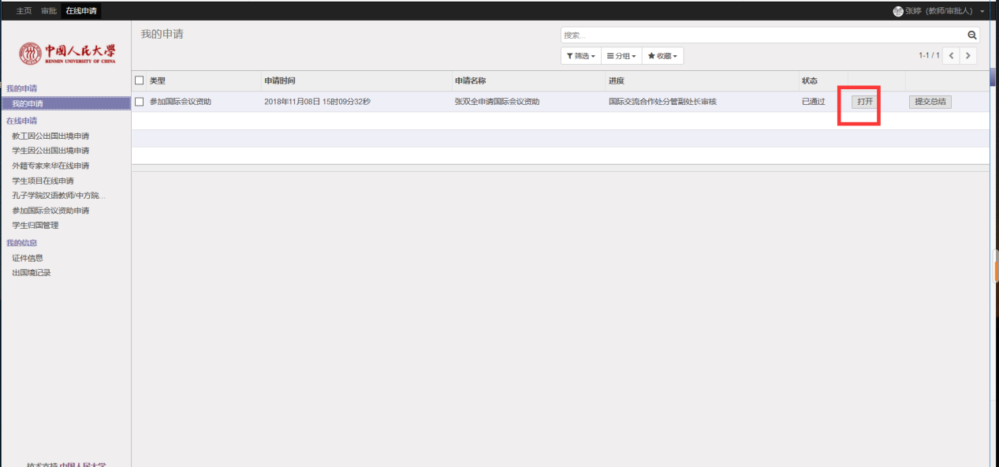 主页 审批 在线申请 张婷（教师/审批人）
中国人民大学
RENMIN UNIVERSITY OF CHINA
我的申请
搜索...
筛选 分组 收藏 1-1 / 1
类型 申请时间 申请名称 进度 状态
参加国际会议资助 2018年11月08日 15时09分32秒 张双全申请国际会议资助 国际交流合作处分管副处长审核 已通过 打开 提交总结
我的申请
我的申请
在线申请
教工因公出国出境申请
学生因公出国出境申请
外籍专家来华在线申请
学生项目在线申请
孔子学院汉语教师/中方院...
参加国际会议资助申请
学生归国管理
我的信息
证件信息
出国境记录
技术支持 中国人民大学